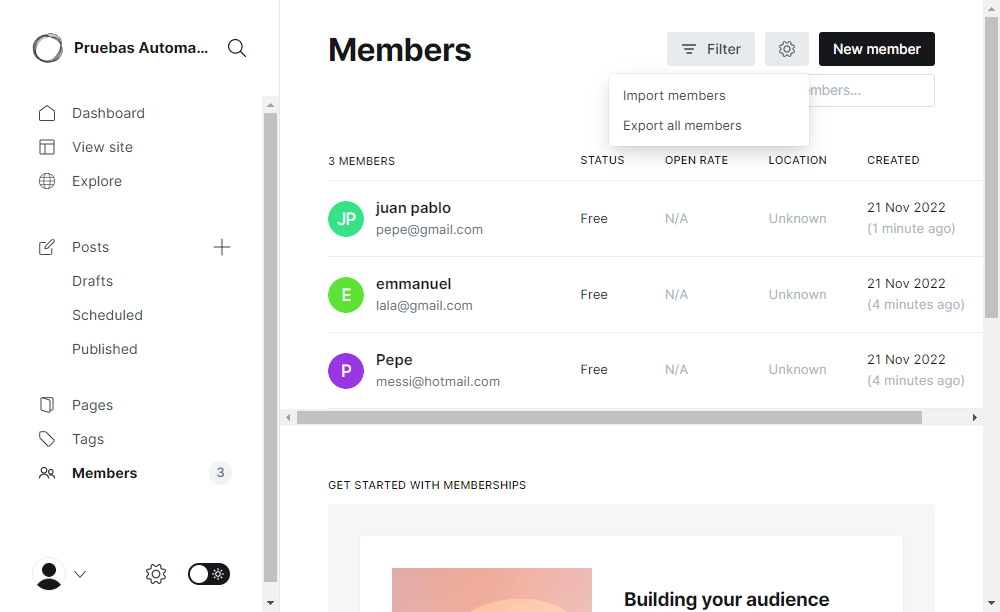 Pruebas Automa...
Dashboard
View site
Explore
Posts
Drafts
Scheduled
Published
Pages
Tags
Members 3
Members
Filter
New member
Import members
Export all members
mbers...
3 MEMBERS STATUS OPEN RATE LOCATION CREATED
JP juan pablo Free N/A Unknown 21 Nov 2022
pepe@gmail.com (1 minute ago)
E emmanuel Free N/A Unknown 21 Nov 2022
lala@gmail.com (4 minutes ago)
P Pepe Free N/A Unknown 21 Nov 2022
messi@hotmail.com (4 minutes ago)
GET STARTED WITH MEMBERSHIPS
Building your audience